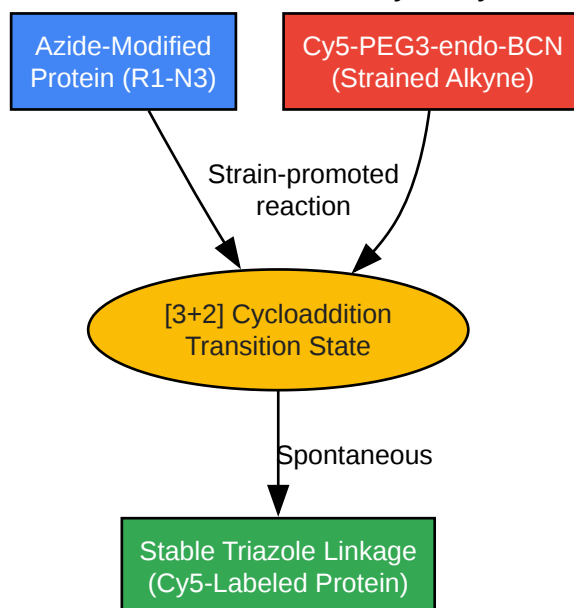 Azide-Modified
Protein (R1-N3)
Cy5-PEG3-endo-BCN
(Strained Alkyne)
Strain-promoted
reaction
[3+2] Cycloaddition
Transition State
Spontaneous
Stable Triazole Linkage
(Cy5-Labeled Protein)